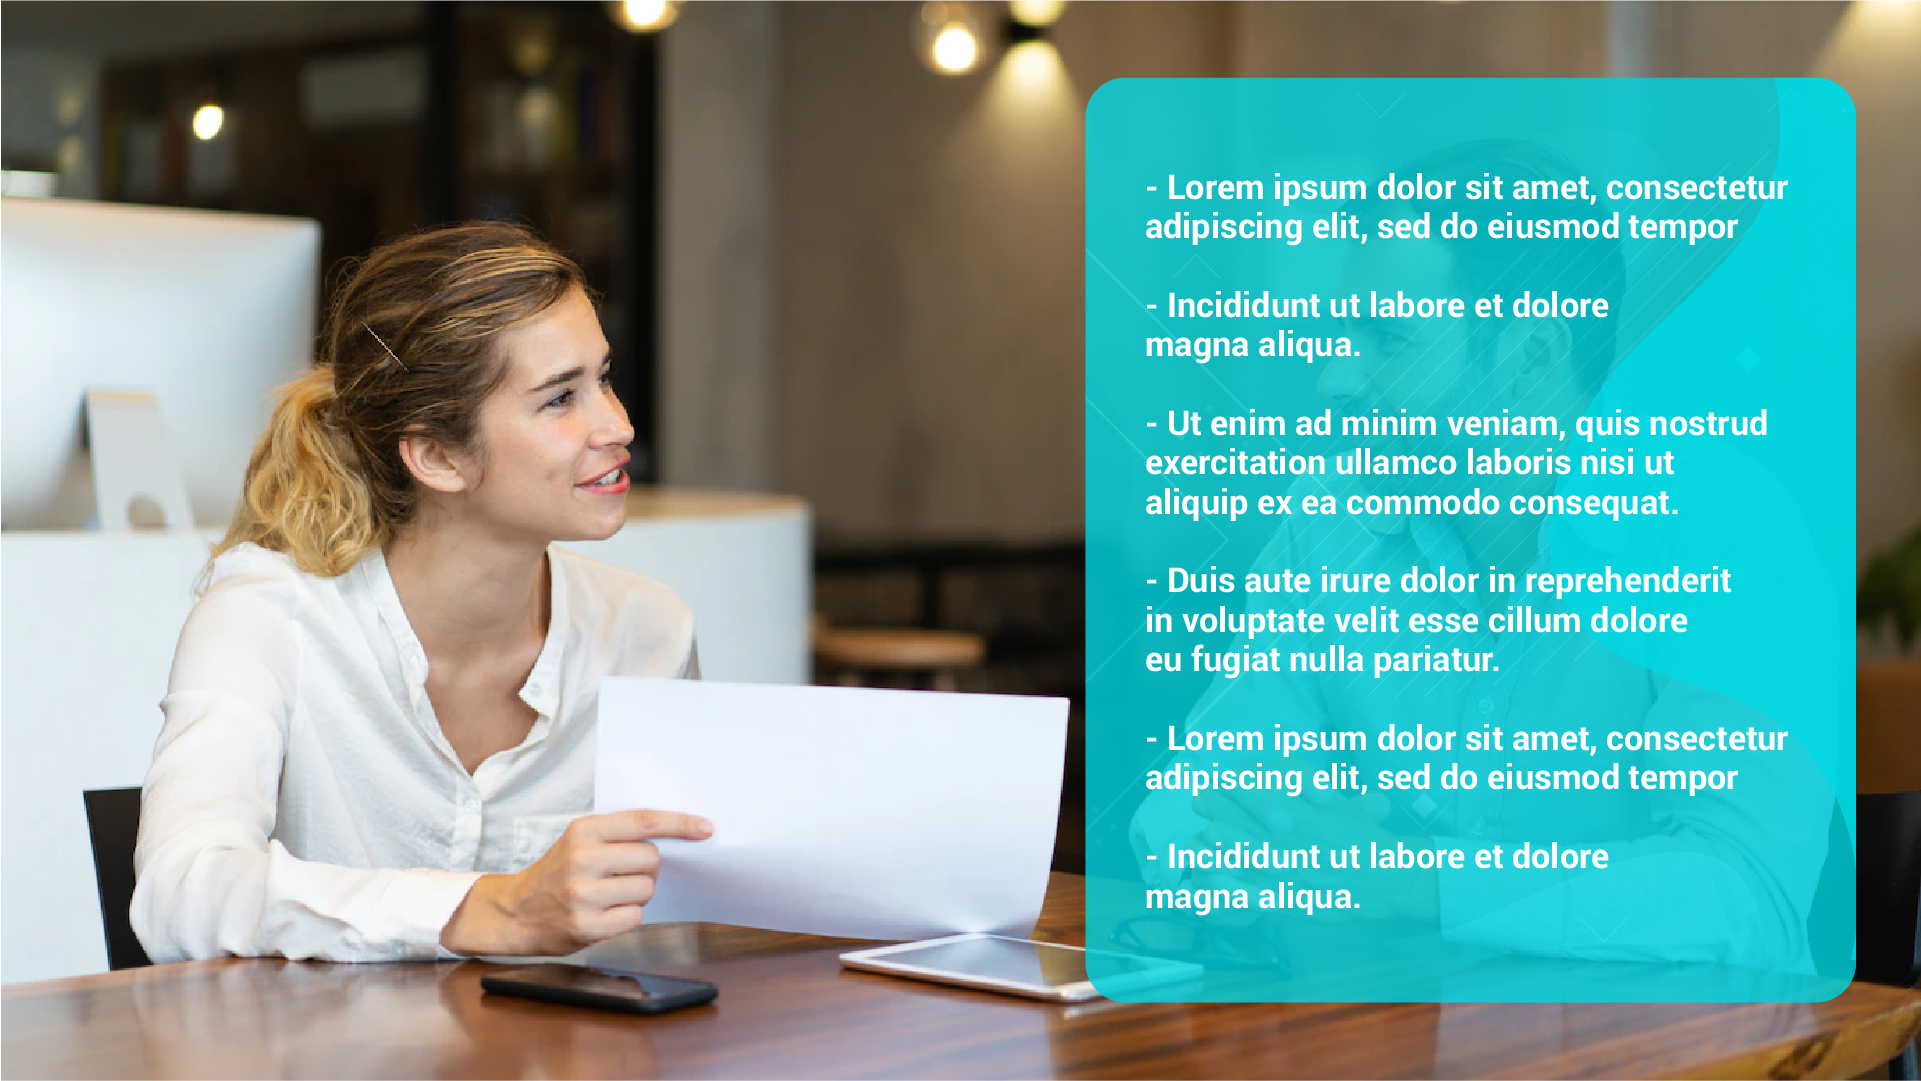 - Lorem ipsum dolor sit amet, consectetur
adipiscing elit, sed do eiusmod tempor
- Incididunt ut labore et dolore
magna aliqua.
- Ut enim ad minim veniam, quis nostrud
exercitation ullamco laboris nisi ut
aliquip ex ea commodo consequat.
- Duis aute irure dolor in reprehenderit
in voluptate velit esse cillum dolore
eu fugiat nulla pariatur.
- Lorem ipsum dolor sit amet, consectetur
adipiscing elit, sed do eiusmod tempor
- Incididunt ut labore et dolore
magna aliqua.